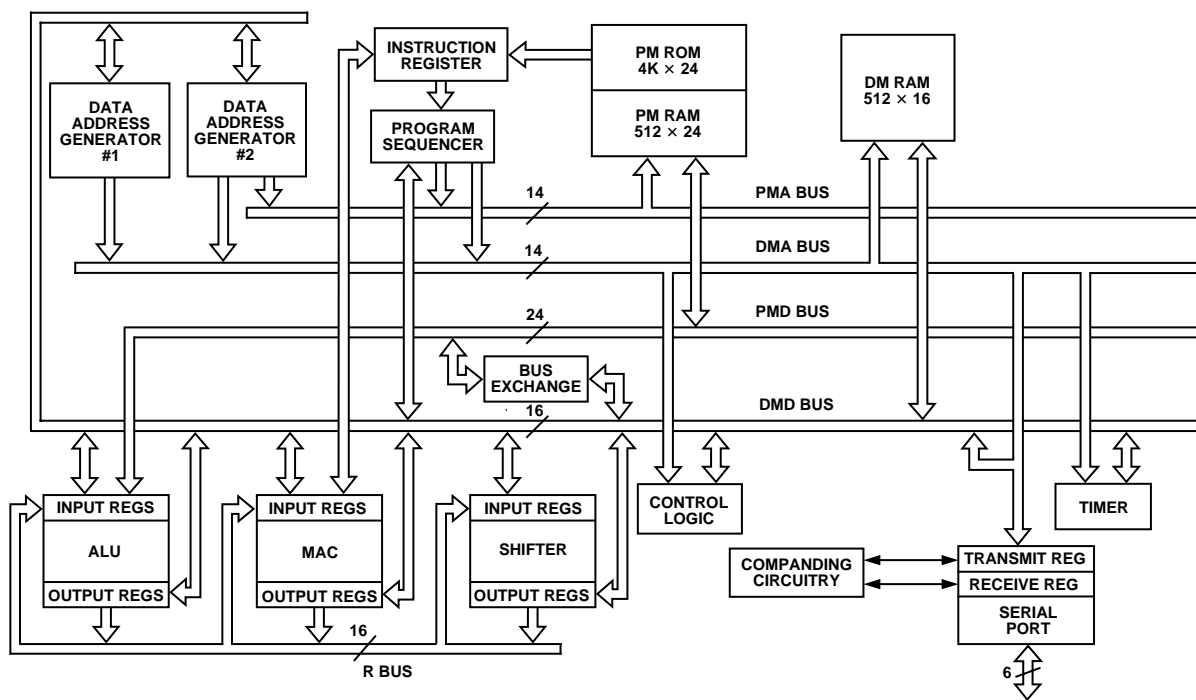 INSTRUCTION
REGISTER
PM ROM
4K × 24
PM RAM
512 × 24
DM RAM
512 × 16
DATA
ADDRESS
GENERATOR
#1
DATA
ADDRESS
GENERATOR
#2
PROGRAM
SEQUENCER
14
PMA BUS
14
DMA BUS
24
PMD BUS
BUS
EXCHANGE
16
DMD BUS
INPUT REGS
ALU
OUTPUT REGS
INPUT REGS
MAC
OUTPUT REGS
INPUT REGS
SHIFTER
OUTPUT REGS
CONTROL
LOGIC
TIMER
COMPANDING
CIRCUITRY
TRANSMIT REG
RECEIVE REG
SERIAL
PORT
16
R BUS
6